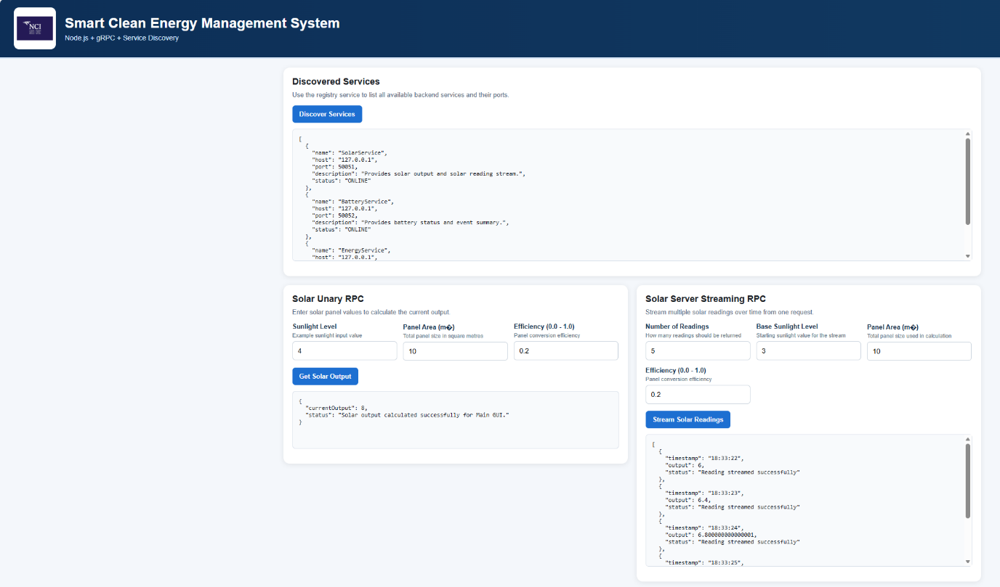 NCI
Smart Clean Energy Management System
Node.js + gRPC + Service Discovery
Discovered Services
Use the registry service to list all available backend services and their ports.
Discover Services
[
  {
    "name": "SolarService",
    "host": "127.0.0.1",
    "port": 50051,
    "description": "Provides solar output and solar reading stream.",
    "status": "ONLINE"
  },
  {
    "name": "BatteryService",
    "host": "127.0.0.1",
    "port": 50052,
    "description": "Provides battery status and event summary.",
    "status": "ONLINE"
  },
  {
    "name": "EnergyService",
    "host": "127.0.0.1",
Solar Unary RPC
Enter solar panel values to calculate the current output.
Sunlight Level
Example sunlight input value
4
Panel Area (m�)
Total panel size in square metres
10
Efficiency (0.0 - 1.0)
Panel conversion efficiency
0.2
Get Solar Output
{
  "currentOutput": 8,
  "status": "Solar output calculated successfully for Main GUI."
}
Solar Server Streaming RPC
Stream multiple solar readings over time from one request.
Number of Readings
How many readings should be returned
5
Base Sunlight Level
Starting sunlight value for the stream
3
Panel Area (m�)
Total panel size used in calculation
10
Efficiency (0.0 - 1.0)
Panel conversion efficiency
0.2
Stream Solar Readings
[
  {
    "timestamp": "18:33:22",
    "output": 6,
    "status": "Reading streamed successfully"
  },
  {
    "timestamp": "18:33:23",
    "output": 6.4,
    "status": "Reading streamed successfully"
  },
  {
    "timestamp": "18:33:24",
    "output": 6.800000000000001,
    "status": "Reading streamed successfully"
  },
  {
    "timestamp": "18:33:25",